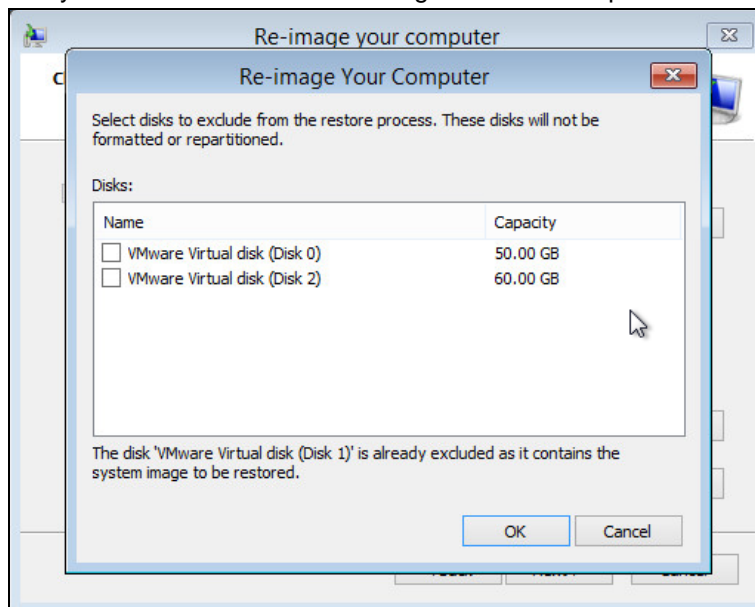 Re-image your computer
Re-image Your Computer
Select disks to exclude from the restore process. These disks will not be
formatted or repartitioned.
Disks:
Name Capacity
VMware Virtual disk (Disk 0) 50.00 GB
VMware Virtual disk (Disk 2) 60.00 GB
The disk 'VMware Virtual disk (Disk 1)' is already excluded as it contains the
system image to be restored.
OK Cancel